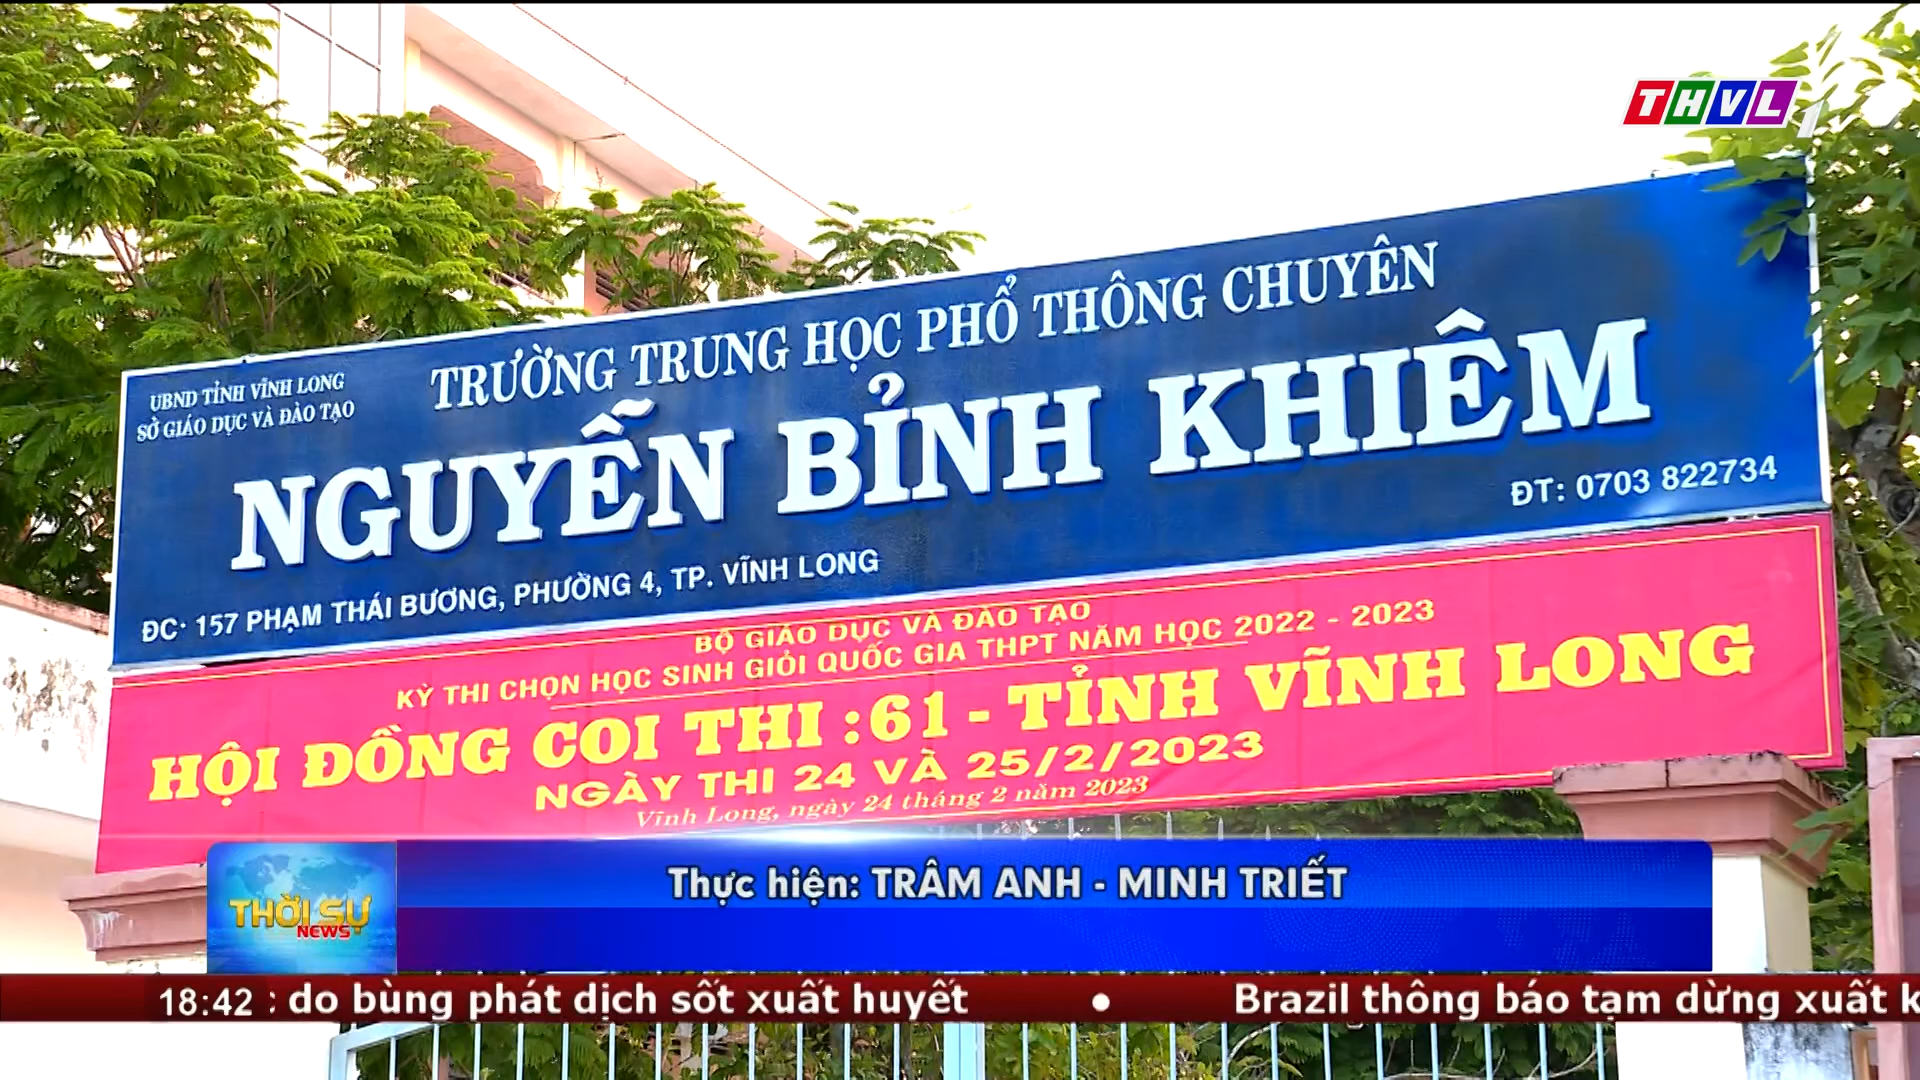 THVL
UBND TỈNH VĨNH LONG
SỞ GIÁO DỤC VÀ ĐÀO TẠO
TRƯỜNG TRUNG HỌC PHỔ THÔNG CHUYÊN
NGUYỄN BỈNH KHIÊM
ĐT: 0703 822734
ĐC: 157 PHẠM THÁI BƯỜNG, PHƯỜNG 4, TP. VĨNH LONG
BỘ GIÁO DỤC VÀ ĐÀO TẠO
KỲ THI CHỌN HỌC SINH GIỎI QUỐC GIA THPT NĂM HỌC 2022 - 2023
HỘI ĐỒNG COI THI : 61 - TỈNH VĨNH LONG
NGÀY THI 24 VÀ 25/2/2023
Vĩnh Long, ngày 24 tháng 2 năm 2023
THỜI SỰ
NEWS
Thực hiện: TRÂM ANH - MINH TRIẾT
18:42 do bùng phát dịch sốt xuất huyết • Brazil thông báo tạm dừng xuất